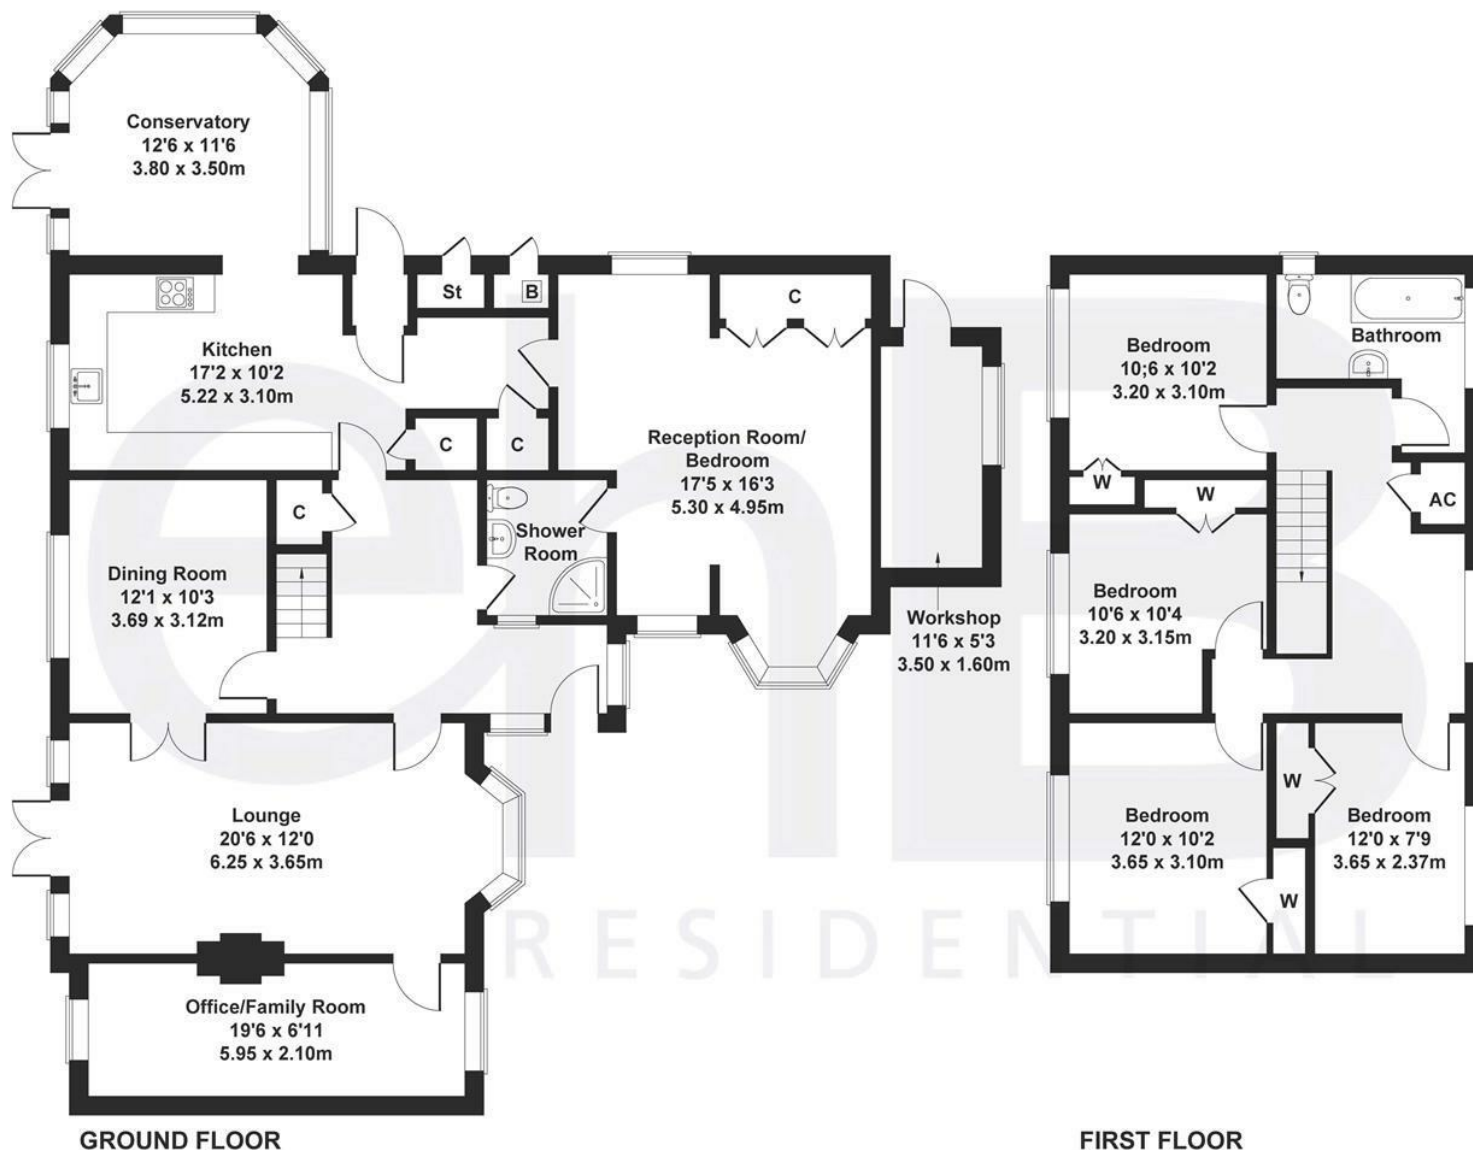 Conservatory
12'6 x 11'6
3.80 x 3.50m
St
B
C
Kitchen
17'2 x 10'2
5.22 x 3.10m
C
C
Reception Room/
Bedroom
17'5 x 16'3
5.30 x 4.95m
C
Shower
Room
Dining Room
12'1 x 10'3
3.69 x 3.12m
Workshop
11'6 x 5'3
3.50 x 1.60m
Lounge
20'6 x 12'0
6.25 x 3.65m
Office/Family Room
19'6 x 6'11
5.95 x 2.10m
GROUND FLOOR
Bedroom
10;6 x 10'2
3.20 x 3.10m
Bathroom
W
W
AC
Bedroom
10'6 x 10'4
3.20 x 3.15m
Bedroom
12'0 x 10'2
3.65 x 3.10m
W
W
Bedroom
12'0 x 7'9
3.65 x 2.37m
FIRST FLOOR
enB
RESIDENTIAL